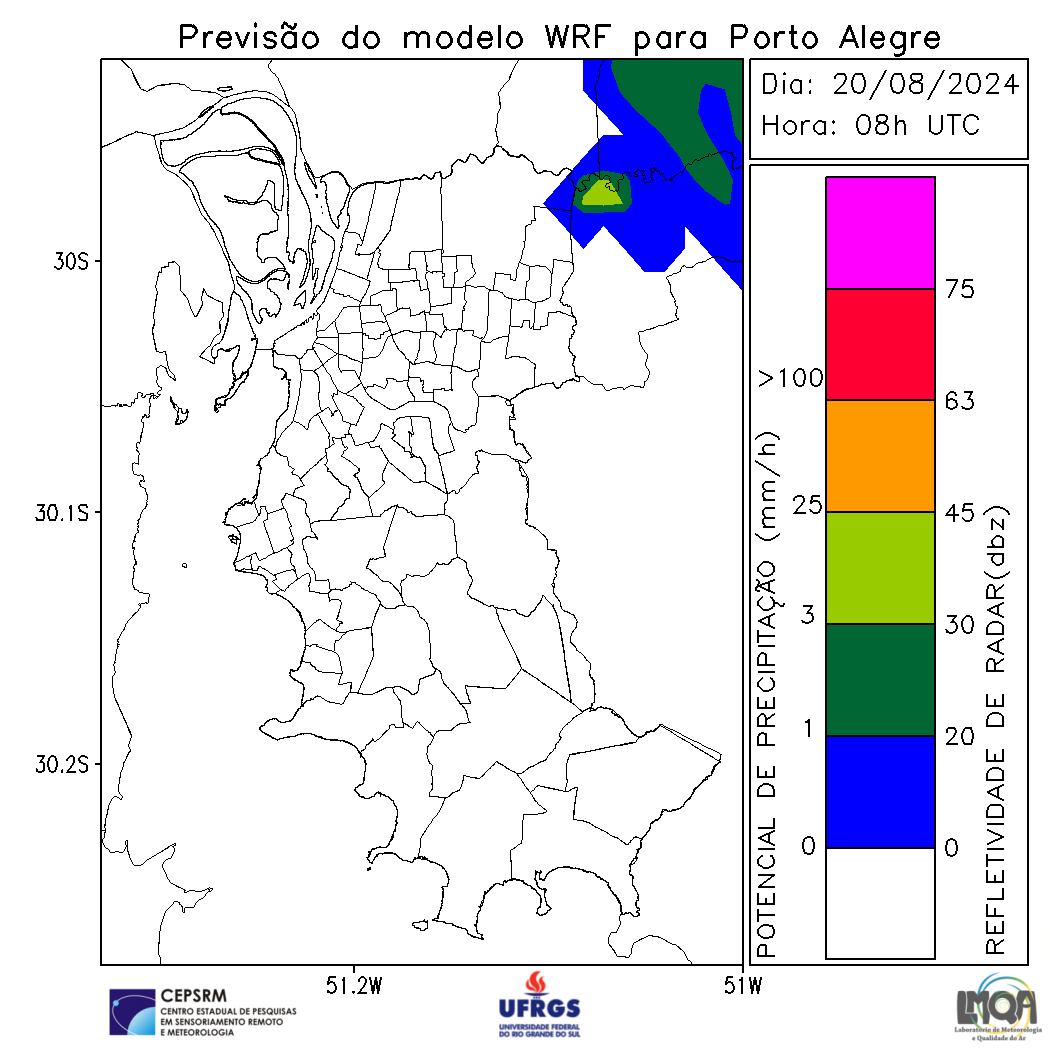 Previsão do modelo WRF para Porto Alegre
Dia: 20/08/2024
Hora: 08h UTC
30S
30.1S
30.2S
51.2W
51W
POTENCIAL DE PRECIPITAÇÃO (mm/h)
>100
25
3
1
0
75
63
45
30
20
0
REFLETIVIDADE DE RADAR(dbz)
CEPSRM
CENTRO ESTADUAL DE PESQUISAS
EM SENSORIAMENTO REMOTO
E METEOROLOGIA
UFRGS
UNIVERSIDADE FEDERAL
DO RIO GRANDE DO SUL
LMQA
Laboratório de Meteorologia
e Qualidade do Ar